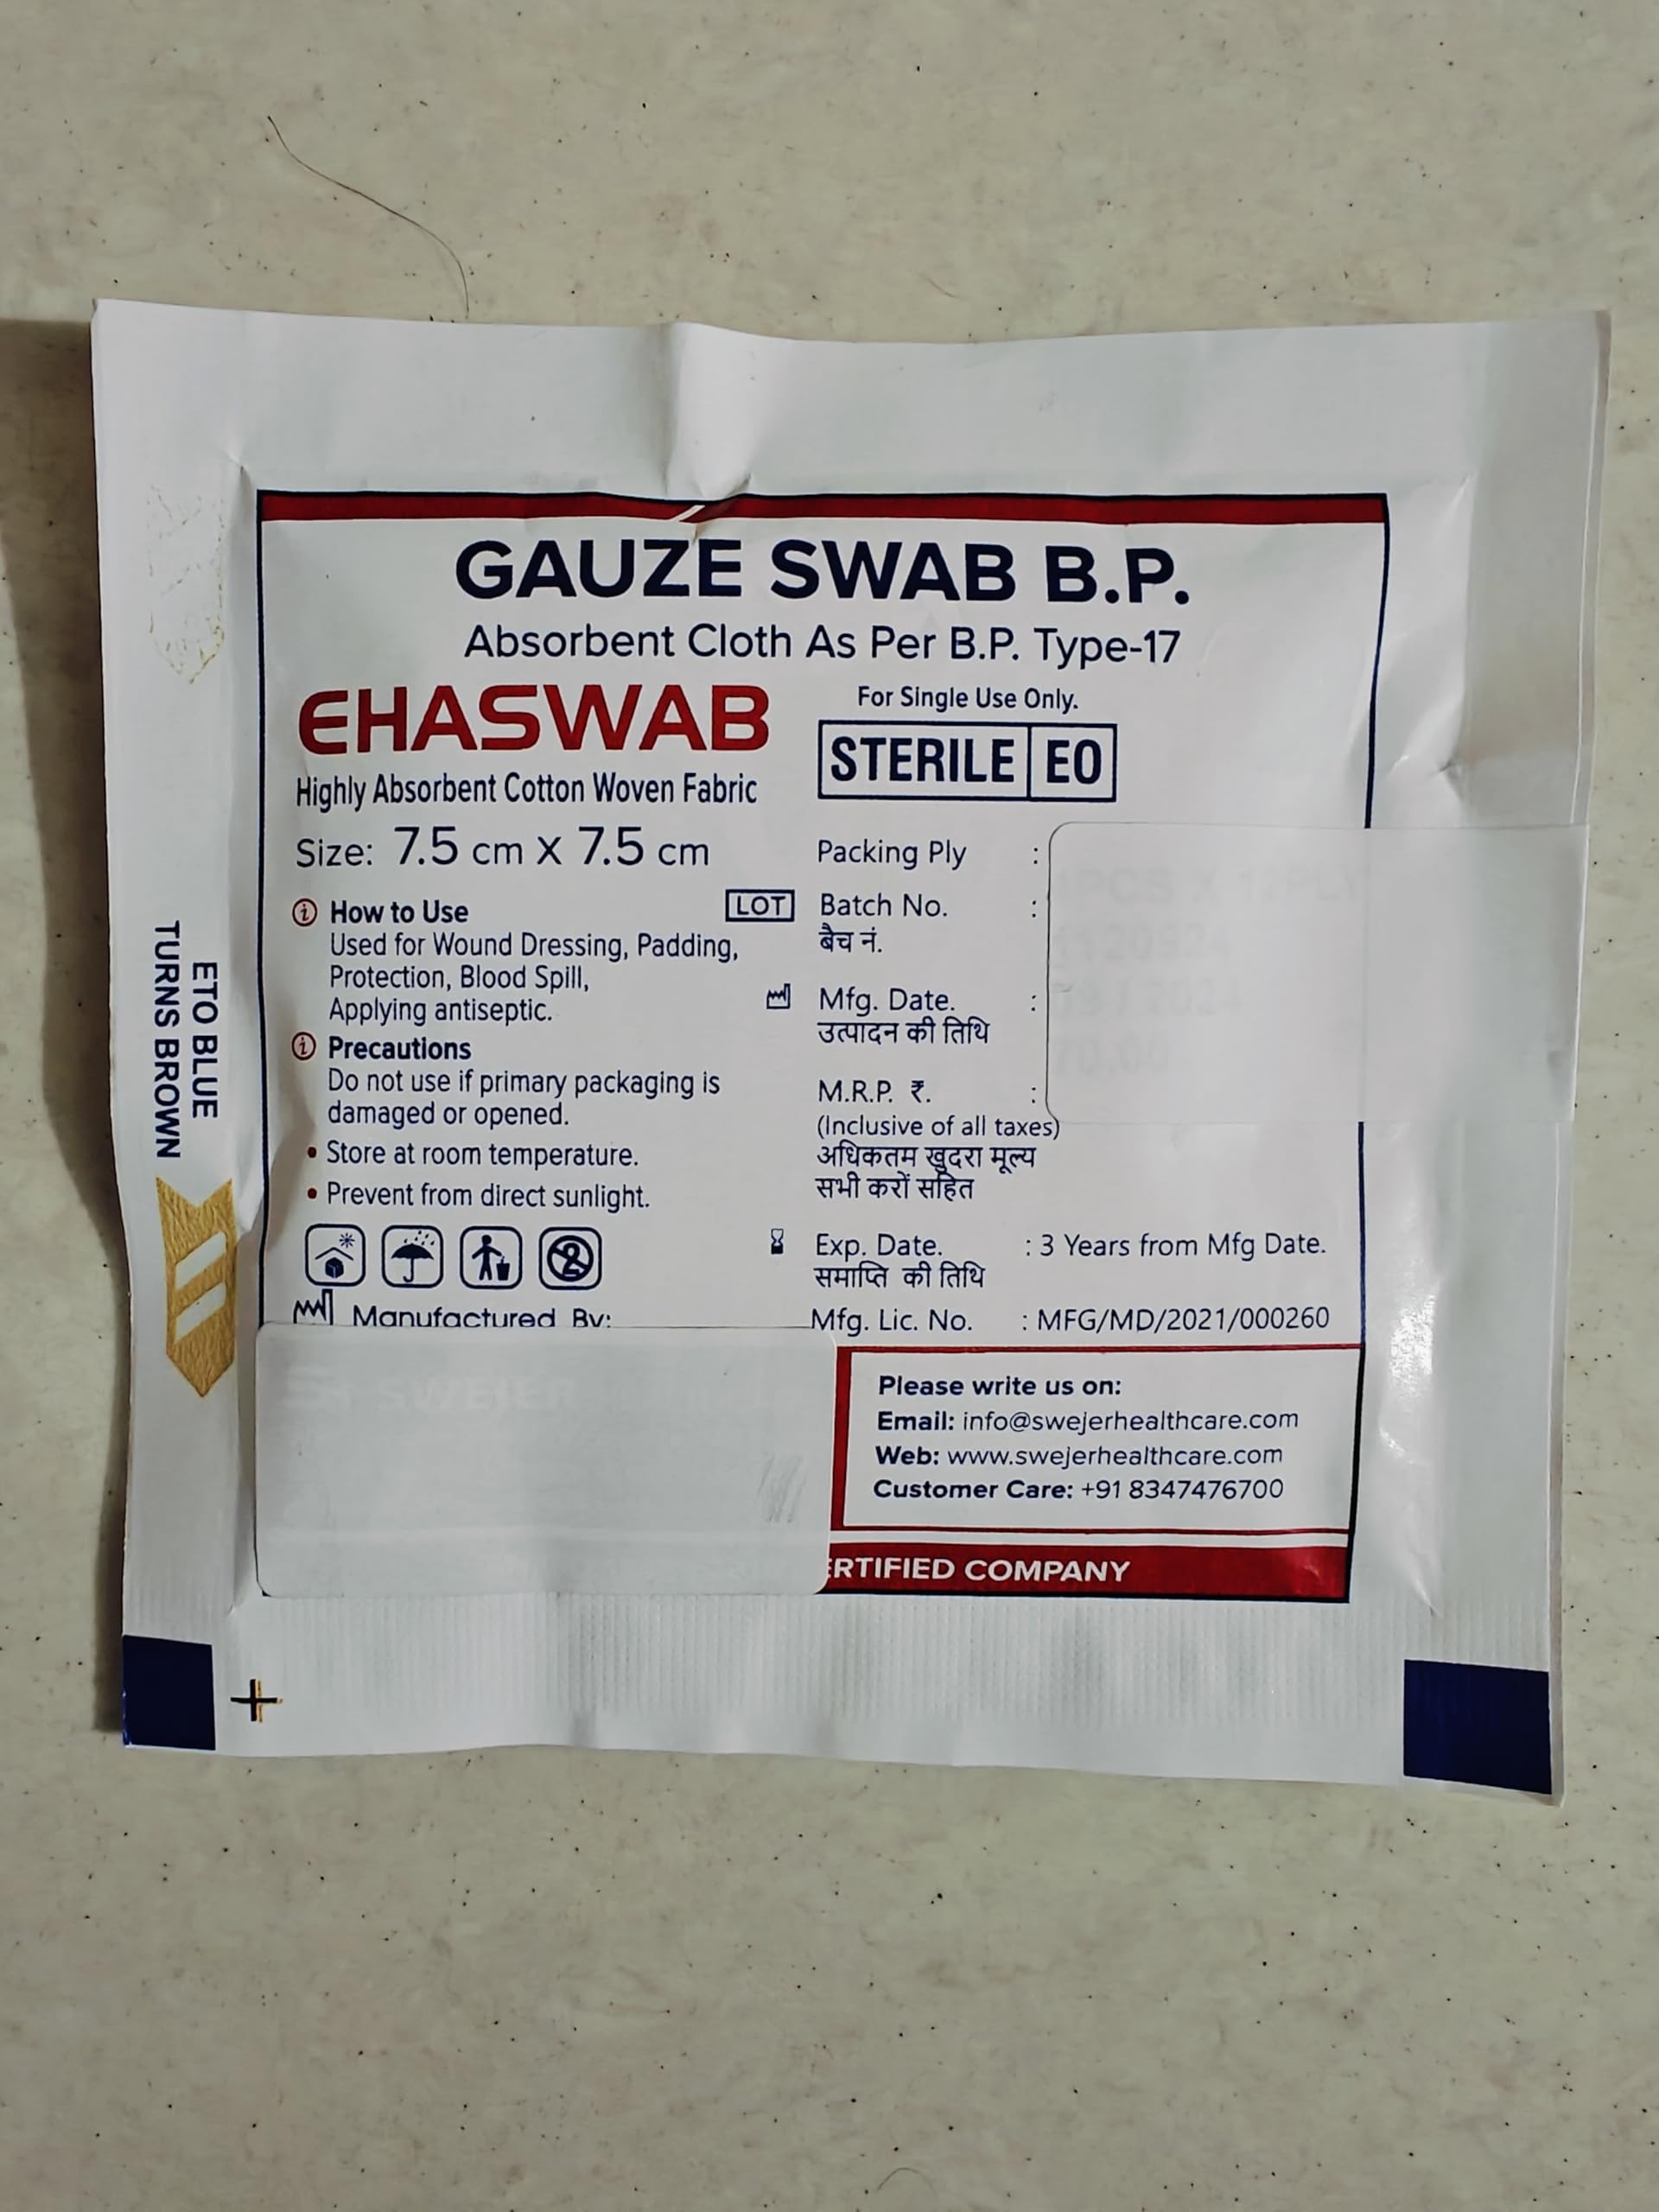 GAUZE SWAB B.P.
Absorbent Cloth As Per B.P. Type-17
EHASWAB
Highly Absorbent Cotton Woven Fabric
Size: 7.5 cm X 7.5 cm
For Single Use Only.
STERILE EO
How to Use
Used for Wound Dressing, Padding,
Protection, Blood Spill,
Applying antiseptic.
Precautions
Do not use if primary packaging is
damaged or opened.
• Store at room temperature.
• Prevent from direct sunlight.
2
Manufactured By:
SWEJER
Packing Ply :
LOT Batch No. :
बैच नं.
Mfg. Date. :
उत्पादन की तिथि
M.R.P. ₹. :
(Inclusive of all taxes)
अधिकतम खुदरा मूल्य
सभी करों सहित
Exp. Date. : 3 Years from Mfg Date.
समाप्ति की तिथि
Mfg. Lic. No. : MFG/MD/2021/000260
Please write us on:
Email: info@swejerhealthcare.com
Web: www.swejerhealthcare.com
Customer Care: +91 8347476700
ERTIFIED COMPANY
ETO BLUE
TURNS BROWN